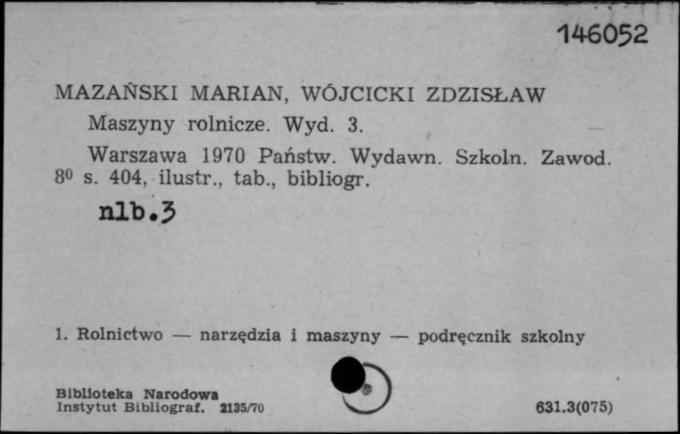 146052
MAZAŃSKI MARIAN, WÓJCICKI ZDZISŁAW
Maszyny rolnicze. Wyd. 3.
Warszawa 1970 Państw. Wydawn. Szkoln. Zawod.
8⁰ s. 404, ilustr., tab., bibliogr.
nlb.3
1. Rolnictwo — narzędzia i maszyny — podręcznik szkolny
Biblioteka Narodowa
Instytut Bibliograf. 2135/70
631.3(075)